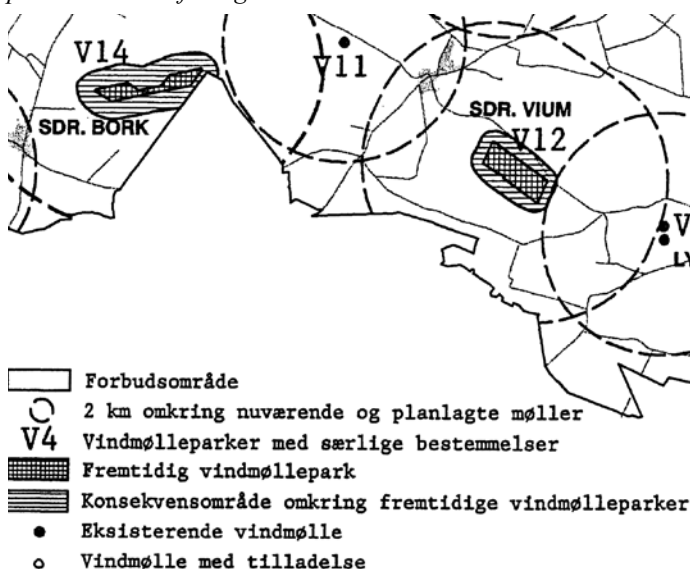 V14
V11
SDR. BORK
SDR. VIUM
V12
V
LY
Forbudsområde
2 km omkring nuværende og planlagte møller
V4 Vindmølleparker med særlige bestemmelser
Fremtidig vindmøllepark
Konsekvensområde omkring fremtidige vindmølleparker
Eksisterende vindmølle
Vindmølle med tilladelse